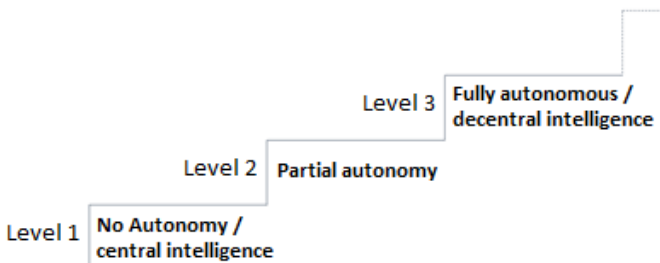 Level 3
Fully autonomous /
decentral intelligence
Level 2
Partial autonomy
Level 1
No Autonomy /
central intelligence